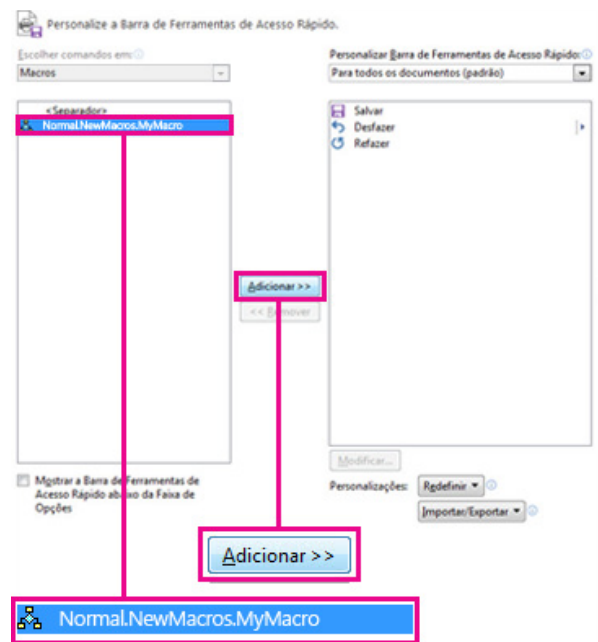 Personalize a Barra de Ferramentas de Acesso Rápido.
Escolher comandos em:
Personalizar Barra de Ferramentas de Acesso Rápido:
Macros
Para todos os documentos (padrão)
<Separador>
Normal.NewMacros.MyMacro
Salvar
Desfazer
Refazer
Adicionar >>
<< Remover
Modificar...
Mostrar a Barra de Ferramentas de
Acesso Rápido abaixo da Faixa de
Opções
Personalizações:
Redefinir
Importar/Exportar
Adicionar >>
Normal.NewMacros.MyMacro